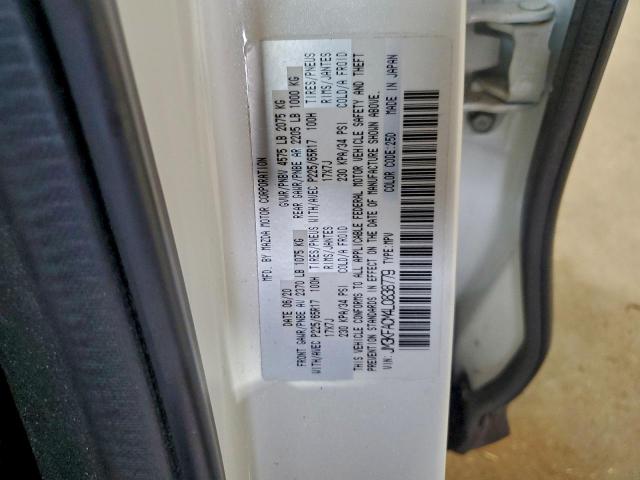 MFD. BY MAZDA MOTOR CORPORATION
DATE 06/20 GVWR/PNBV 4575 LB 2075 KG
FRONT GAWR/PNBE AV 2370 LB 1075 KG REAR GAWR/PNBE AR 2205 LB 1000 KG
WITH/AVEC P225/65R17 100H TIRES/PNEUS WITH/AVEC P225/65R17 100H TIRES/PNEUS
17X7J RIMS/JANTES 17X7J RIMS/JANTES
230 KPA/34 PSI COLD/A FROID 230 KPA/34 PSI COLD/A FROID
THIS VEHICLE CONFORMS TO ALL APPLICABLE FEDERAL MOTOR VEHICLE SAFETY AND THEFT
PREVENTION STANDARDS IN EFFECT ON THE DATE OF MANUFACTURE SHOWN ABOVE.
VIN: JM3KFACM4L0838779 TYPE:MPV COLOR CODE:25D MADE IN JAPAN